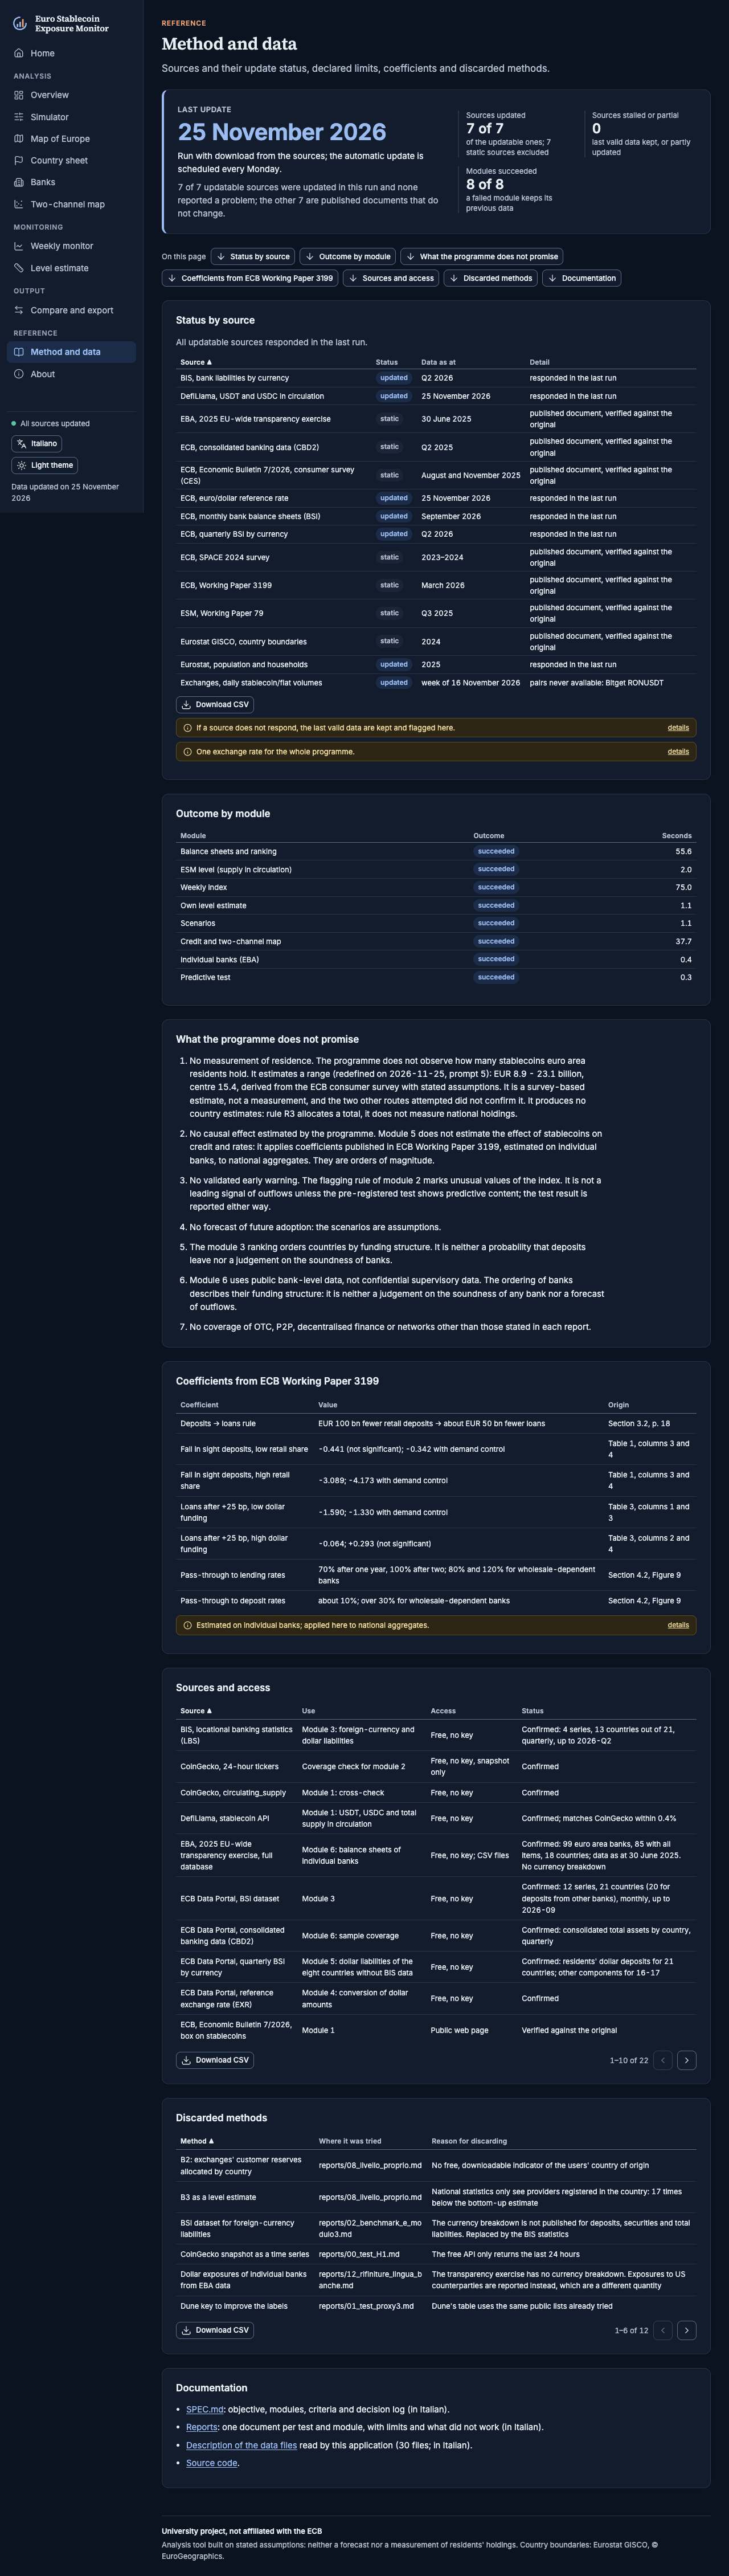 Euro Stablecoin
Exposure Monitor
Home
ANALYSIS
Overview
Simulator
Map of Europe
Country sheet
Banks
Two-channel map
MONITORING
Weekly monitor
Level estimate
OUTPUT
Compare and export
REFERENCE
Method and data
About
All sources updated
Italiano
Light theme
Data updated on 25 November
2026
REFERENCE
Method and data
Sources and their update status, declared limits, coefficients and discarded methods.
LAST UPDATE
25 November 2026
Run with download from the sources; the automatic update is
scheduled every Monday.
7 of 7 updatable sources were updated in this run and none
reported a problem; the other 7 are published documents that do
not change.
Sources updated
7 of 7
of the updatable ones; 7
static sources excluded
Sources stalled or partial
0
last valid data kept, or partly
updated
Modules succeeded
8 of 8
a failed module keeps its
previous data
On this page
Status by source
Outcome by module
What the programme does not promise
Coefficients from ECB Working Paper 3199
Sources and access
Discarded methods
Documentation
Status by source
All updatable sources responded in the last run.
Source ▲ Status Data as at Detail
BIS, bank liabilities by currency updated Q2 2026 responded in the last run
DefiLlama, USDT and USDC in circulation updated 25 November 2026 responded in the last run
EBA, 2025 EU-wide transparency exercise static 30 June 2025 published document, verified against the
original
ECB, consolidated banking data (CBD2) static Q2 2025 published document, verified against the
original
ECB, Economic Bulletin 7/2026, consumer survey
(CES) static August and November 2025 published document, verified against the
original
ECB, euro/dollar reference rate updated 25 November 2026 responded in the last run
ECB, monthly bank balance sheets (BSI) updated September 2026 responded in the last run
ECB, quarterly BSI by currency updated Q2 2026 responded in the last run
ECB, SPACE 2024 survey static 2023–2024 published document, verified against the
original
ECB, Working Paper 3199 static March 2026 published document, verified against the
original
ESM, Working Paper 79 static Q3 2025 published document, verified against the
original
Eurostat GISCO, country boundaries static 2024 published document, verified against the
original
Eurostat, population and households updated 2025 responded in the last run
Exchanges, daily stablecoin/fiat volumes updated week of 16 November 2026 pairs never available: Bitget RONUSDT
Download CSV
If a source does not respond, the last valid data are kept and flagged here. details
One exchange rate for the whole programme. details
Outcome by module
Module Outcome Seconds
Balance sheets and ranking succeeded 55.6
ESM level (supply in circulation) succeeded 2.0
Weekly index succeeded 75.0
Own level estimate succeeded 1.1
Scenarios succeeded 1.1
Credit and two-channel map succeeded 37.7
Individual banks (EBA) succeeded 0.4
Predictive test succeeded 0.3
What the programme does not promise
1. No measurement of residence. The programme does not observe how many stablecoins euro area
residents hold. It estimates a range (redefined on 2026-11-25, prompt 5): EUR 8.9 - 23.1 billion,
centre 15.4, derived from the ECB consumer survey with stated assumptions. It is a survey-based
estimate, not a measurement, and the two other routes attempted did not confirm it. It produces no
country estimates: rule R3 allocates a total, it does not measure national holdings.
2. No causal effect estimated by the programme. Module 5 does not estimate the effect of stablecoins on
credit and rates: it applies coefficients published in ECB Working Paper 3199, estimated on individual
banks, to national aggregates. They are orders of magnitude.
3. No validated early warning. The flagging rule of module 2 marks unusual values of the index. It is not a
leading signal of outflows unless the pre-registered test shows predictive content; the test result is
reported either way.
4. No forecast of future adoption: the scenarios are assumptions.
5. The module 3 ranking orders countries by funding structure. It is neither a probability that deposits
leave nor a judgement on the soundness of banks.
6. Module 6 uses public bank-level data, not confidential supervisory data. The ordering of banks
describes their funding structure: it is neither a judgement on the soundness of any bank nor a forecast
of outflows.
7. No coverage of OTC, P2P, decentralised finance or networks other than those stated in each report.
Coefficients from ECB Working Paper 3199
Coefficient Value Origin
Deposits → loans rule EUR 100 bn fewer retail deposits → about EUR 50 bn fewer loans Section 3.2, p. 18
Fall in sight deposits, low retail share -0.441 (not significant); -0.342 with demand control Table 1, columns 3 and
4
Fall in sight deposits, high retail
share -3.089; -4.173 with demand control Table 1, columns 3 and
4
Loans after +25 bp, low dollar
funding -1.590; -1.330 with demand control Table 3, columns 1 and
3
Loans after +25 bp, high dollar
funding -0.064; +0.293 (not significant) Table 3, columns 2 and
4
Pass-through to lending rates 70% after one year, 100% after two; 80% and 120% for wholesale-dependent
banks Section 4.2, Figure 9
Pass-through to deposit rates about 10%; over 30% for wholesale-dependent banks Section 4.2, Figure 9
Estimated on individual banks; applied here to national aggregates. details
Sources and access
Source ▲ Use Access Status
BIS, locational banking statistics
(LBS) Module 3: foreign-currency and
dollar liabilities Free, no key Confirmed: 4 series, 13 countries out of 21,
quarterly, up to 2026-Q2
CoinGecko, 24-hour tickers Coverage check for module 2 Free, no key, snapshot
only Confirmed
CoinGecko, circulating_supply Module 1: cross-check Free, no key Confirmed
DefiLlama, stablecoin API Module 1: USDT, USDC and total
supply in circulation Free, no key Confirmed; matches CoinGecko within 0.4%
EBA, 2025 EU-wide
transparency exercise, full
database Module 6: balance sheets of
individual banks Free, no key; CSV files Confirmed: 99 euro area banks, 85 with all
items, 18 countries; data as at 30 June 2025.
No currency breakdown
ECB Data Portal, BSI dataset Module 3 Free, no key Confirmed: 12 series, 21 countries (20 for
deposits from other banks), monthly, up to
2026-09
ECB Data Portal, consolidated
banking data (CBD2) Module 6: sample coverage Free, no key Confirmed: consolidated total assets by country,
quarterly
ECB Data Portal, quarterly BSI
by currency Module 5: dollar liabilities of the
eight countries without BIS data Free, no key Confirmed: residents' dollar deposits for 21
countries; other components for 16-17
ECB Data Portal, reference
exchange rate (EXR) Module 4: conversion of dollar
amounts Free, no key Confirmed
ECB, Economic Bulletin 7/2026,
box on stablecoins Module 1 Public web page Verified against the original
Download CSV
1–10 of 22
Discarded methods
Method ▲ Where it was tried Reason for discarding
B2: exchanges' customer reserves
allocated by country reports/08_livello_proprio.md No free, downloadable indicator of the users' country of origin
B3 as a level estimate reports/08_livello_proprio.md National statistics only see providers registered in the country: 17 times
below the bottom-up estimate
BSI dataset for foreign-currency
liabilities reports/02_benchmark_e_mo
dulo3.md The currency breakdown is not published for deposits, securities and total
liabilities. Replaced by the BIS statistics
CoinGecko snapshot as a time series reports/00_test_H1.md The free API only returns the last 24 hours
Dollar exposures of individual banks
from EBA data reports/12_rifiniture_lingua_b
anche.md The transparency exercise has no currency breakdown. Exposures to US
counterparties are reported instead, which are a different quantity
Dune key to improve the labels reports/01_test_proxy3.md Dune's table uses the same public lists already tried
Download CSV
1–6 of 12
Documentation
• SPEC.md: objective, modules, criteria and decision log (in Italian).
• Reports: one document per test and module, with limits and what did not work (in Italian).
• Description of the data files read by this application (30 files; in Italian).
• Source code.
University project, not affiliated with the ECB
Analysis tool built on stated assumptions: neither a forecast nor a measurement of residents' holdings. Country boundaries: Eurostat GISCO, ©
EuroGeographics.